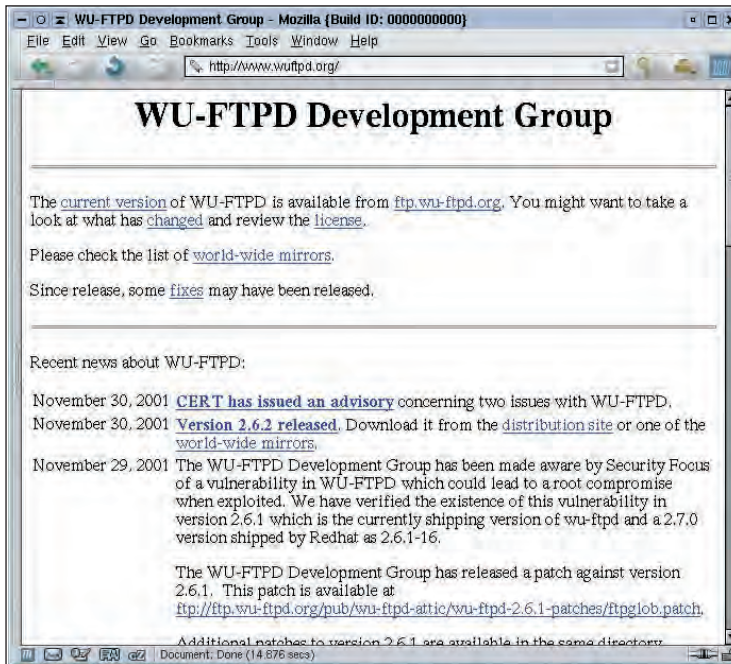 WU-FTPD Development Group - Mozilla {Build ID: 0000000000}
File Edit View Go Bookmarks Tools Window Help
http://www.wuftpd.org/
WU-FTPD Development Group
The current version of WU-FTPD is available from ftp.wu-ftpd.org. You might want to take a
look at what has changed and review the license.
Please check the list of world-wide mirrors.
Since release, some fixes may have been released.
Recent news about WU-FTPD:
November 30, 2001 CERT has issued an advisory concerning two issues with WU-FTPD.
November 30, 2001 Version 2.6.2 released. Download it from the distribution site or one of the
world-wide mirrors.
November 29, 2001 The WU-FTPD Development Group has been made aware by Security Focus
of a vulnerability in WU-FTPD which could lead to a root compromise
when exploited. We have verified the existence of this vulnerability in
version 2.6.1 which is the currently shipping version of wu-ftpd and a 2.7.0
version shipped by Redhat as 2.6.1-16.
The WU-FTPD Development Group has released a patch against version
2.6.1. This patch is available at
ftp://ftp.wu-ftpd.org/pub/wu-ftpd-attic/wu-ftpd-2.6.1-patches/ftpglob.patch.
Additional patches to version 2.6.1 are available in the same directory
Document: Done (14.676 secs)